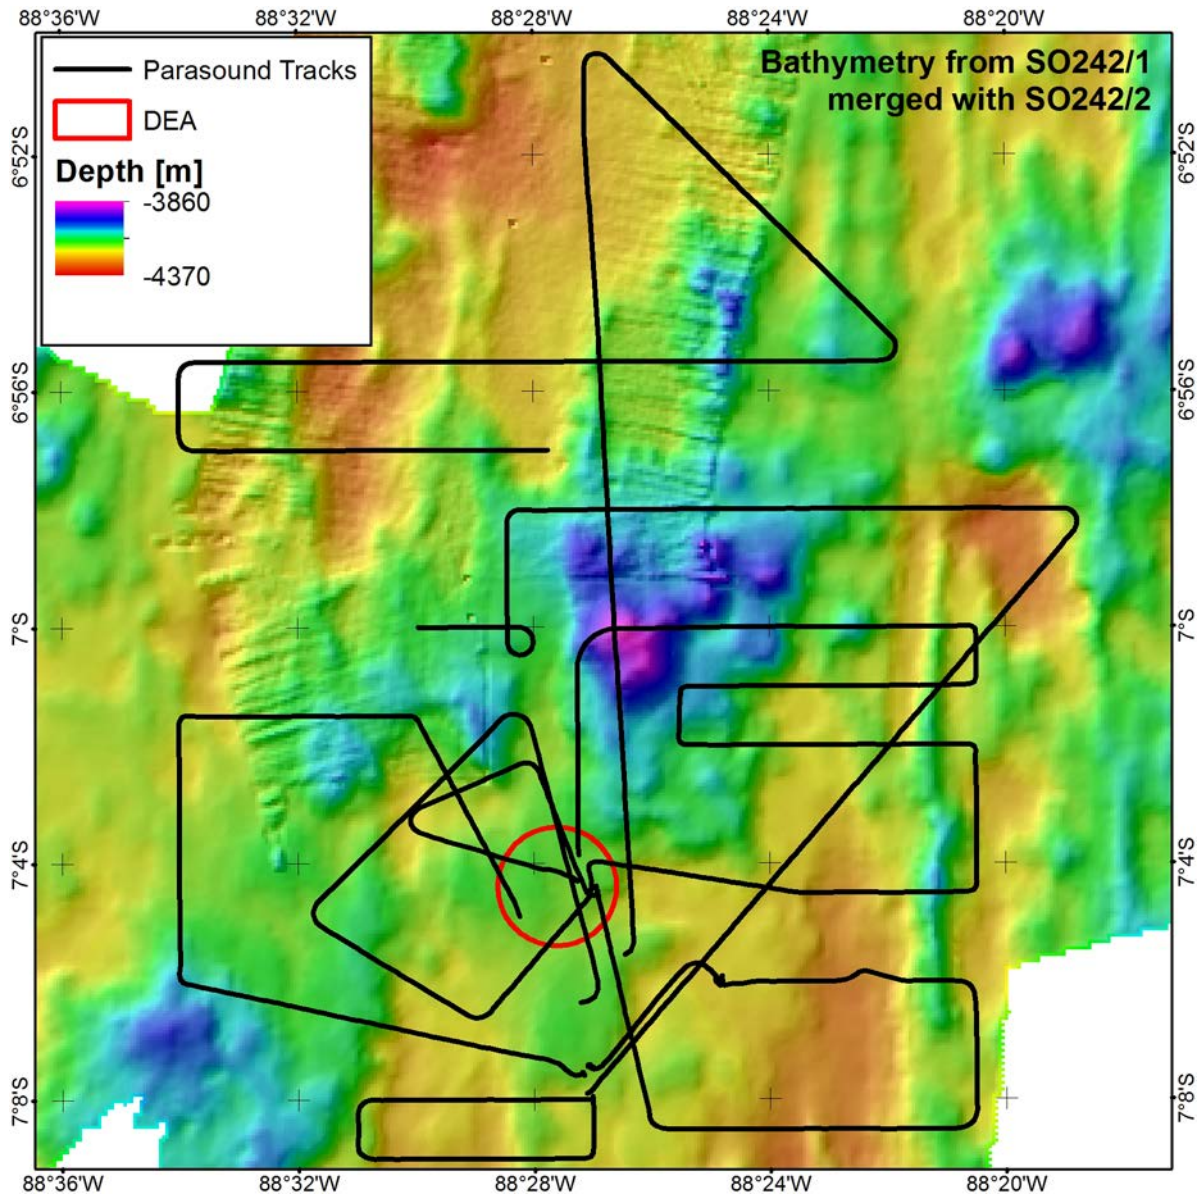 88°36'W 88°32'W 88°28'W 88°24'W 88°20'W
Parasound Tracks
DEA
Depth [m]
-3860
-4370
Bathymetry from SO242/1
merged with SO242/2
6°52'S 6°52'S
6°56'S 6°56'S
7°S 7°S
7°4'S 7°4'S
7°8'S 7°8'S
88°36'W 88°32'W 88°28'W 88°24'W 88°20'W